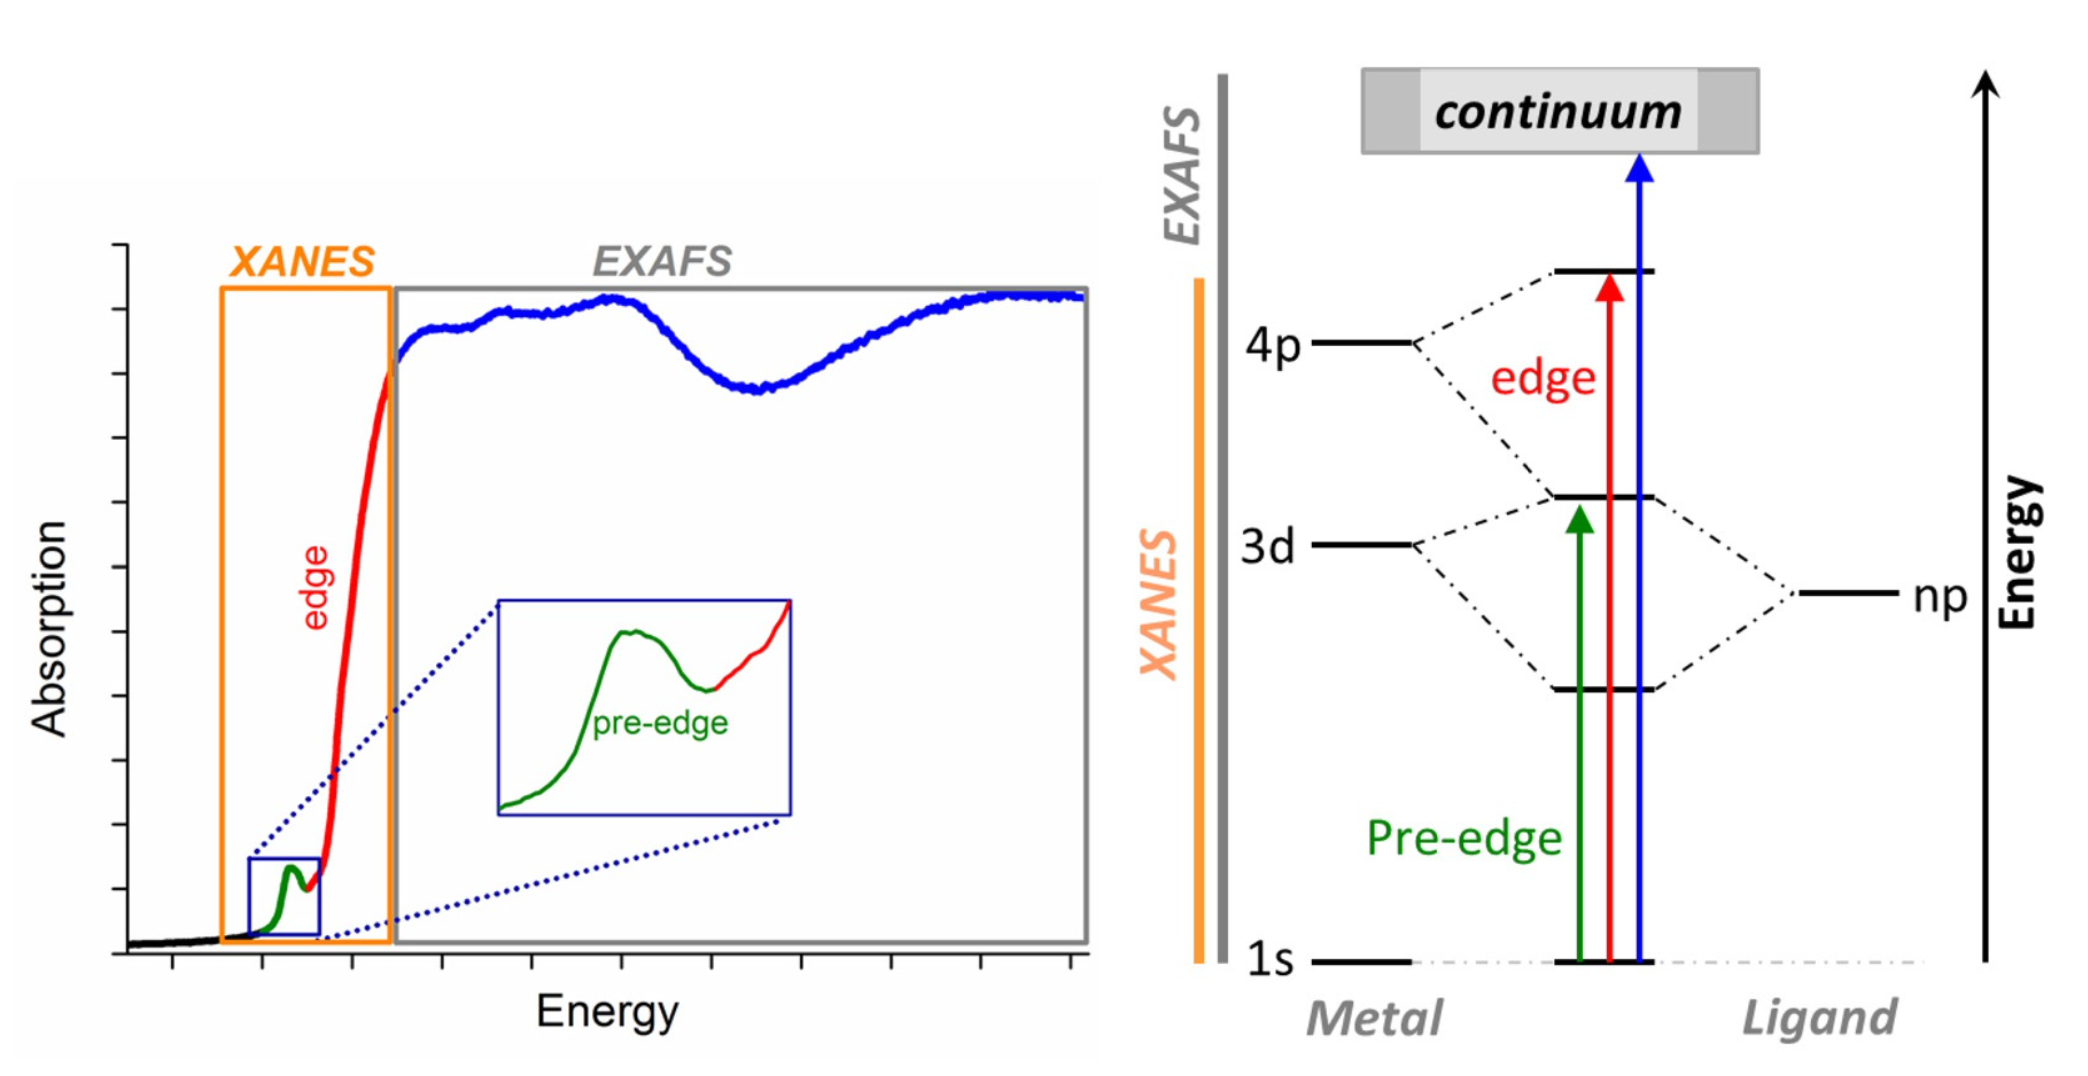 XANES
EXAFS
Absorption
edge
pre-edge
Energy
EXAFS
XANES
continuum
4p
edge
3d
np
Pre-edge
1s
Metal
Ligand
Energy